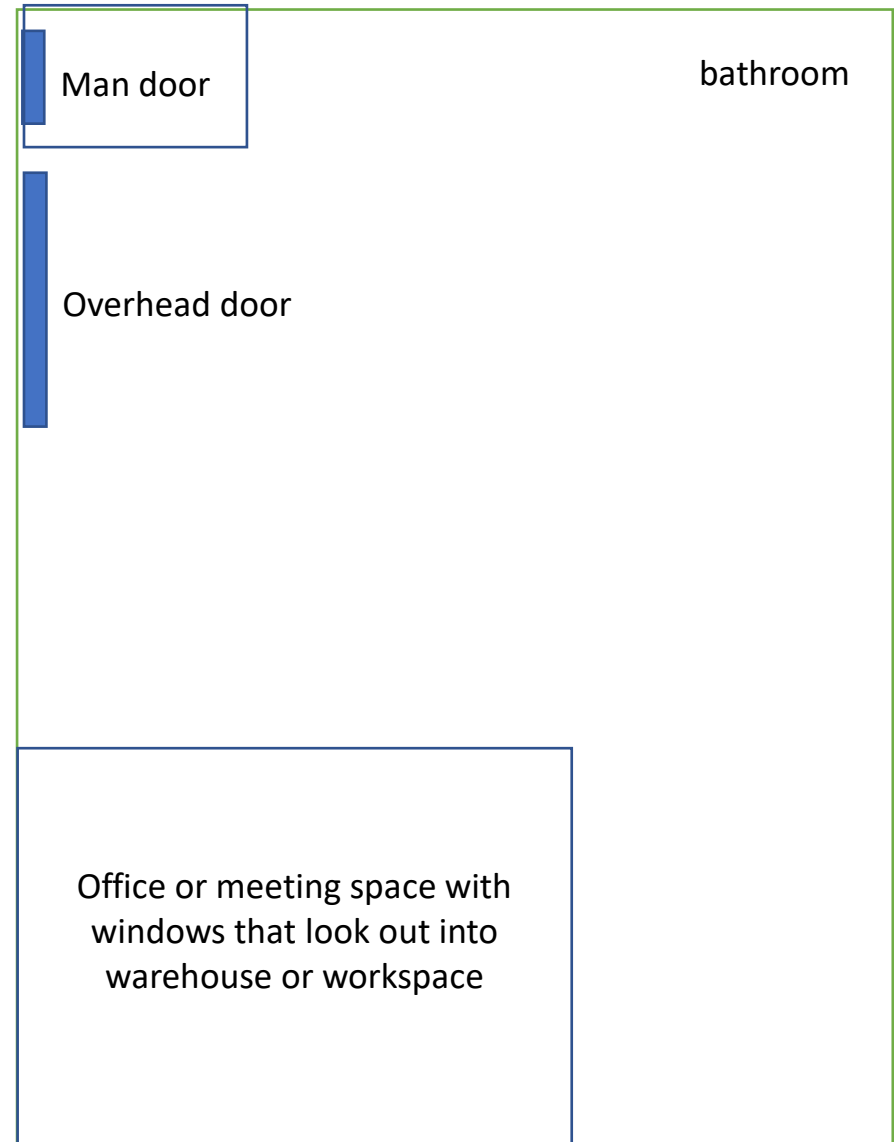 Man door
bathroom
Overhead door
Office or meeting space with
windows that look out into
warehouse or workspace